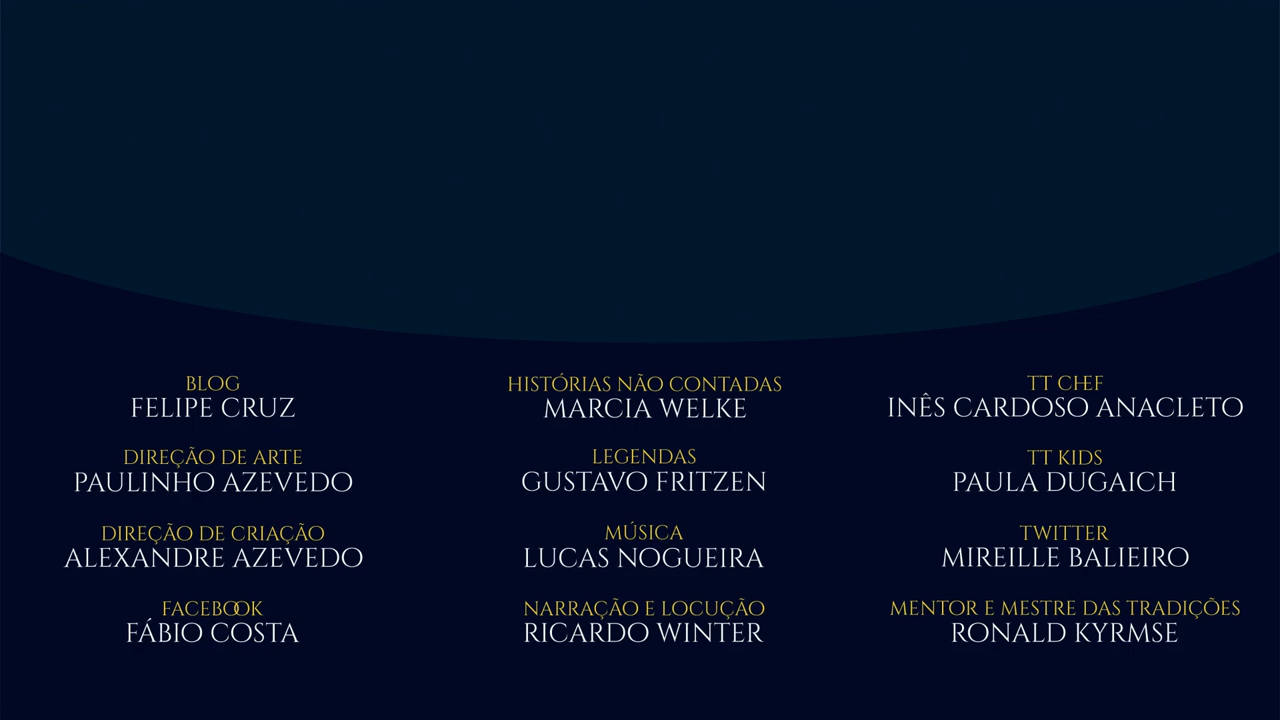 BLOG
FELIPE CRUZ
DIREÇÃO DE ARTE
PAULINHO AZEVEDO
DIREÇÃO DE CRIAÇÃO
ALEXANDRE AZEVEDO
FACEBOOK
FÁBIO COSTA
HISTÓRIAS NÃO CONTADAS
MARCIA WELKE
LEGENDAS
GUSTAVO FRITZEN
MÚSICA
LUCAS NOGUEIRA
NARRAÇÃO E LOCUÇÃO
RICARDO WINTER
TT CHEF
INÊS CARDOSO ANACLETO
TT KIDS
PAULA DUGAICH
TWITTER
MIREILLE BALIEIRO
MENTOR E MESTRE DAS TRADIÇÕES
RONALD KYRMSE